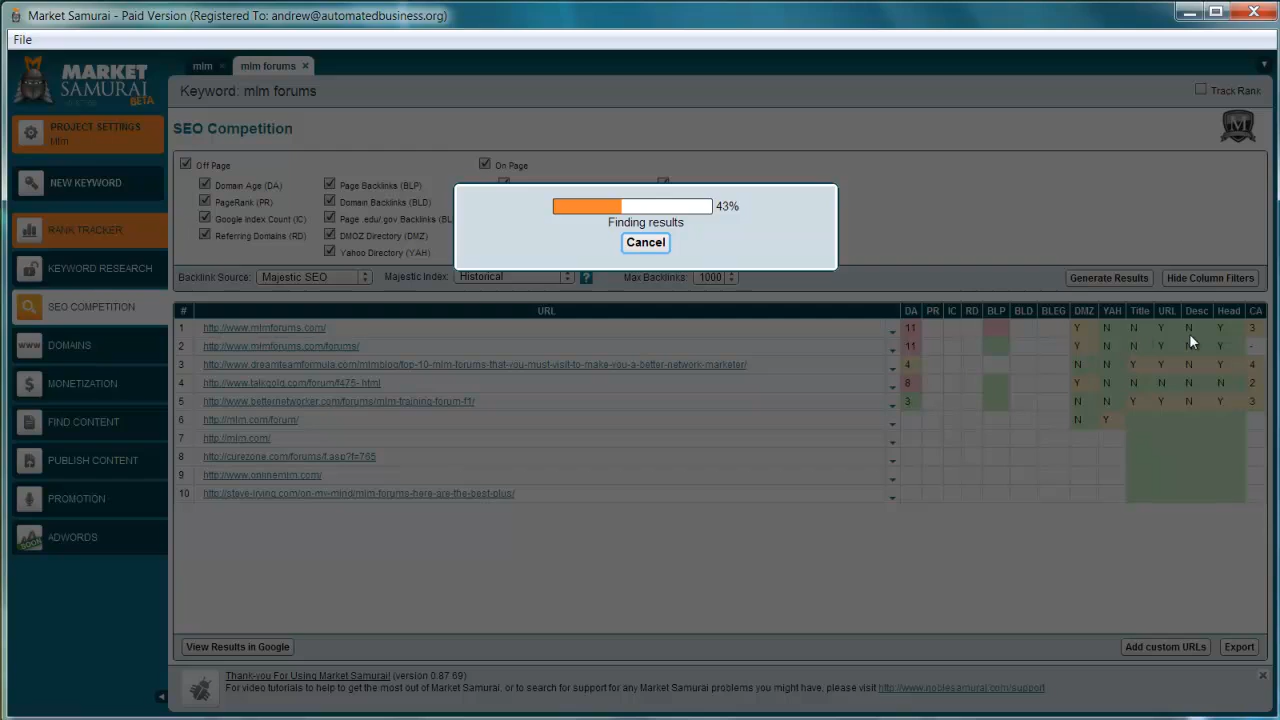 Market Samurai - Paid Version (Registered To: andrew@automatedbusiness.org)
File
MARKET SAMURAI BETA
mlm
mlm forums
Keyword: mlm forums
Track Rank
PROJECT SETTINGS
Mlm
NEW KEYWORD
RANK TRACKER
KEYWORD RESEARCH
SEO COMPETITION
DOMAINS
MONETIZATION
FIND CONTENT
PUBLISH CONTENT
PROMOTION
ADWORDS
SEO Competition
Off Page
On Page
Domain Age (DA)
Page Backlinks (BLP)
PageRank (PR)
Domain Backlinks (BLD)
Google Index Count (IC)
Page .edu/.gov Backlinks (BL
Referring Domains (RD)
DMOZ Directory (DMZ)
Yahoo Directory (YAH)
43%
Finding results
Cancel
Backlink Source: Majestic SEO Majestic Index: Historical ? Max Backlinks: 1000 Generate Results Hide Column Filters
# URL DA PR IC RD BLP BLD BLEG DMZ YAH Title URL Desc Head CA
1 http://www.mlmforums.com/ 11 Y N N Y N Y 3
2 http://www.mlmforums.com/forums/ 11 Y N N Y N Y -
3 http://www.dreamteamformula.com/mlmblog/top-10-mlm-forums-that-you-must-visit-to-make-you-a-better-network-marketer/ 4 N N Y Y N Y 4
4 http://www.talkgold.com/forum/f475-.html 8 Y N N N N N 2
5 http://www.betternetworker.com/forums/mlm-training-forum-f1/ 3 N N Y Y N Y 3
6 http://mlm.com/forum/ N Y
7 http://mlm.com/
8 http://curezone.com/forums/f.asp?f=765
9 http://www.onlinemlm.com/
10 http://steve-irving.com/on-my-mind/mlm-forums-here-are-the-best-plus/
View Results in Google
Add custom URLs
Export
Thank-you For Using Market Samurai! (version 0.87.69)
For video tutorials to help to get the most out of Market Samurai, or to search for support for any Market Samurai problems you might have, please visit http://www.noblesamurai.com/support